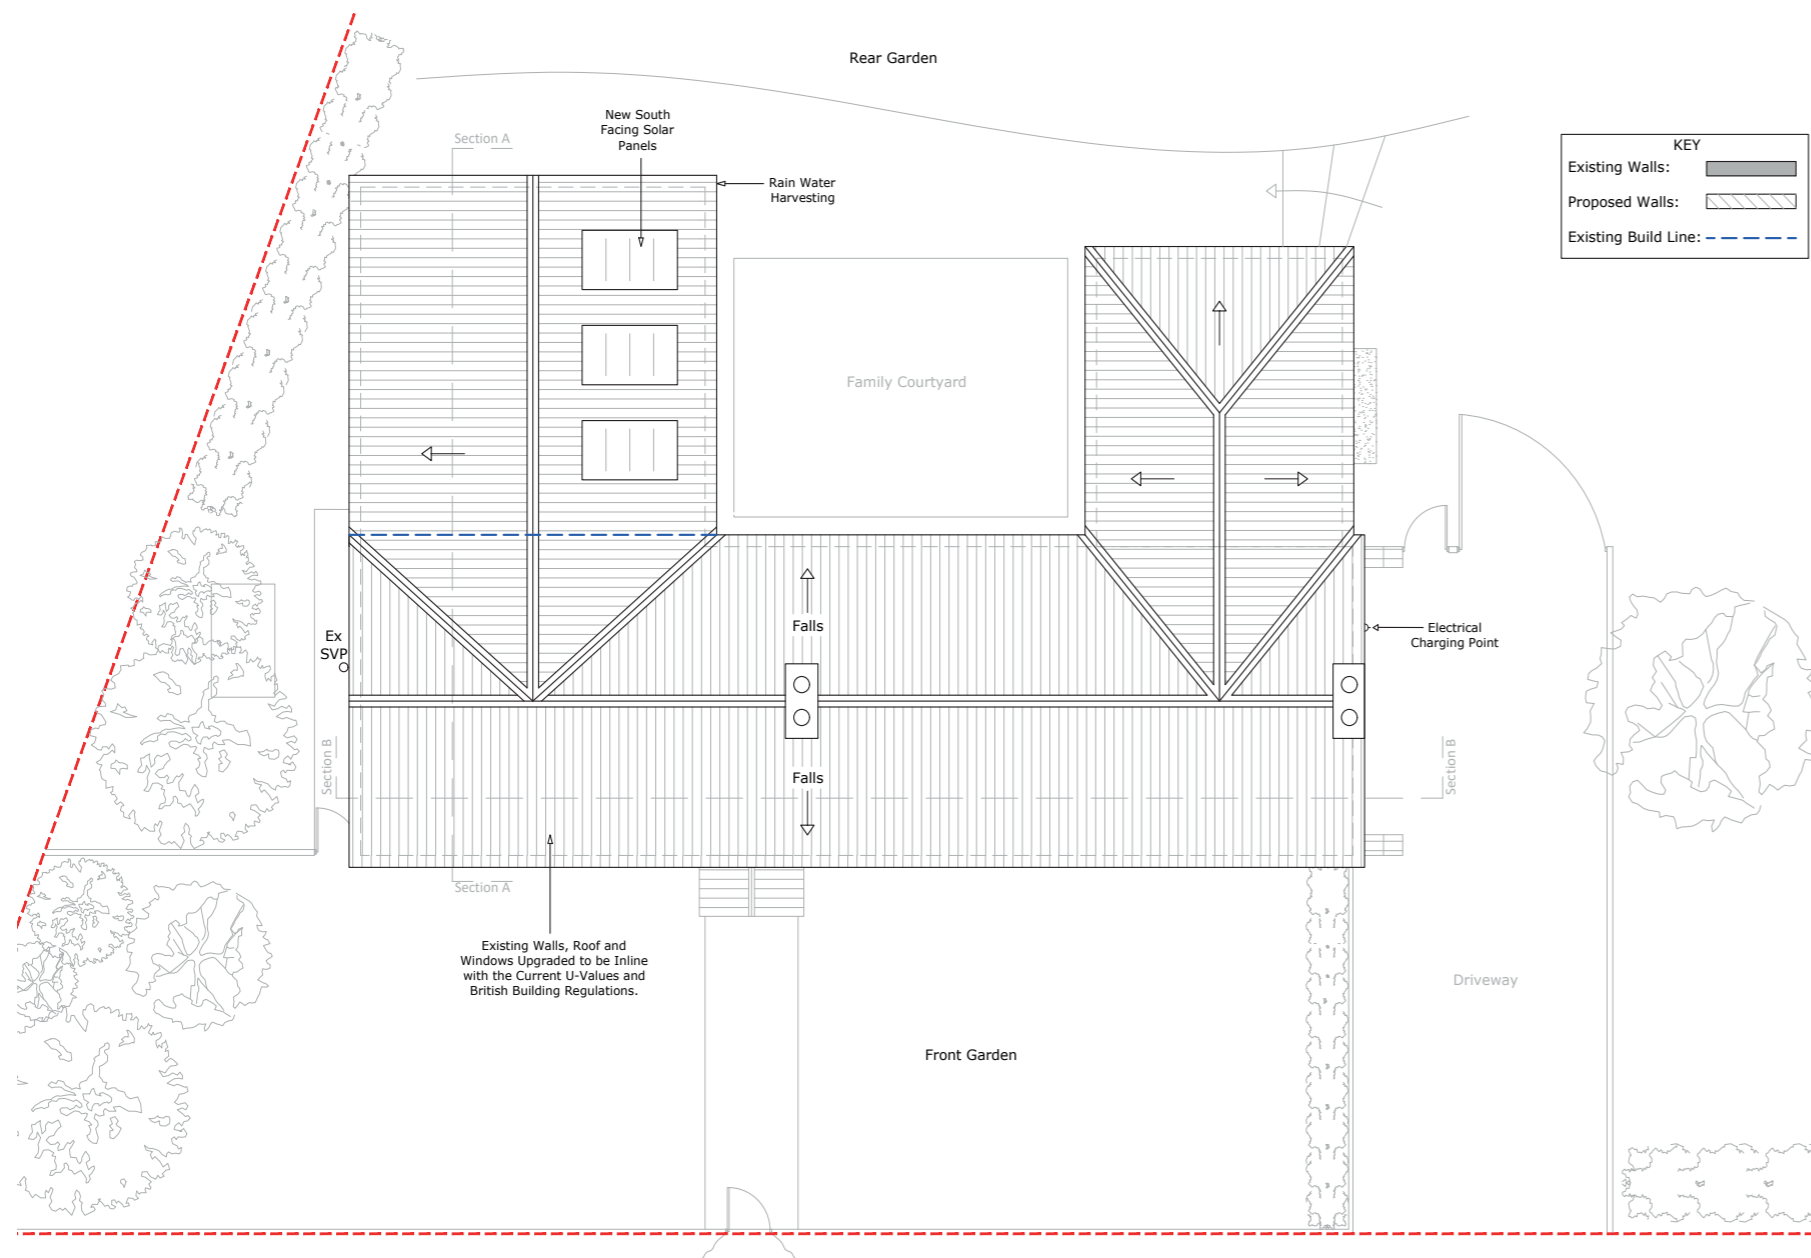 Rear Garden
New South
Facing Solar
Panels
Section A
Rain Water
Harvesting
KEY
Existing Walls:
Proposed Walls:
Existing Build Line:
Family Courtyard
Ex
SVP
Falls
Electrical
Charging Point
Section B
Falls
Section B
Section A
Existing Walls, Roof and
Windows Upgraded to be Inline
with the Current U-Values and
British Building Regulations.
Driveway
Front Garden